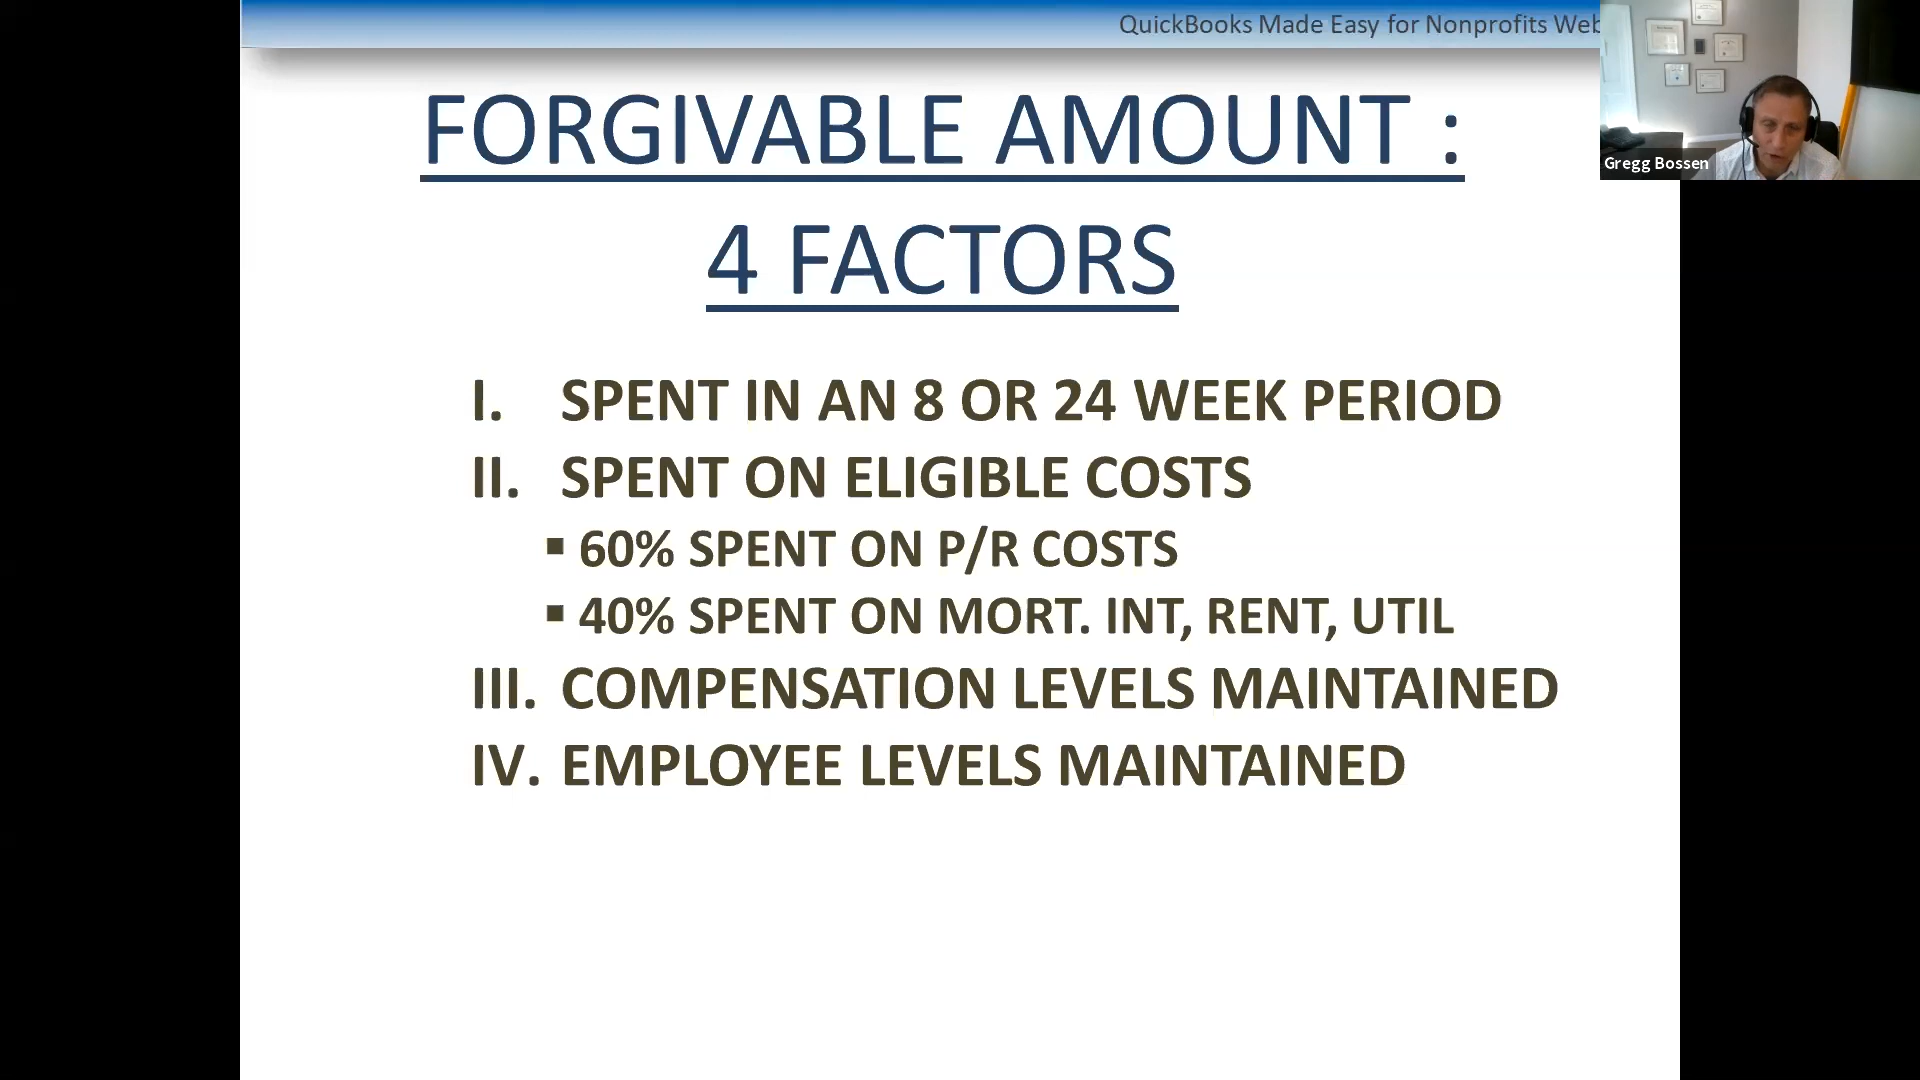 QuickBooks Made Easy for Nonprofits Web
Gregg Bossen
FORGIVABLE AMOUNT :
4 FACTORS
I. SPENT IN AN 8 OR 24 WEEK PERIOD
II. SPENT ON ELIGIBLE COSTS
▪ 60% SPENT ON P/R COSTS
▪ 40% SPENT ON MORT. INT, RENT, UTIL
III. COMPENSATION LEVELS MAINTAINED
IV. EMPLOYEE LEVELS MAINTAINED